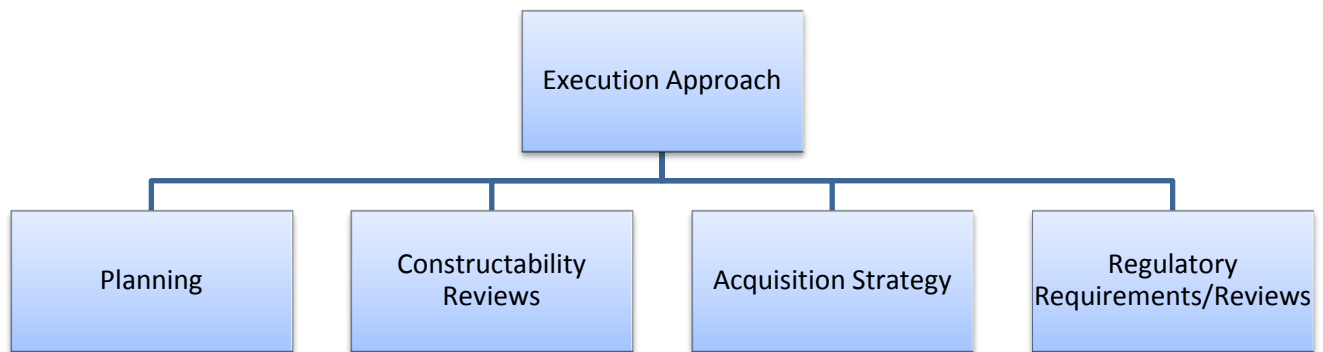 Execution Approach
Planning
Constructability
Reviews
Acquisition Strategy
Regulatory
Requirements/Reviews